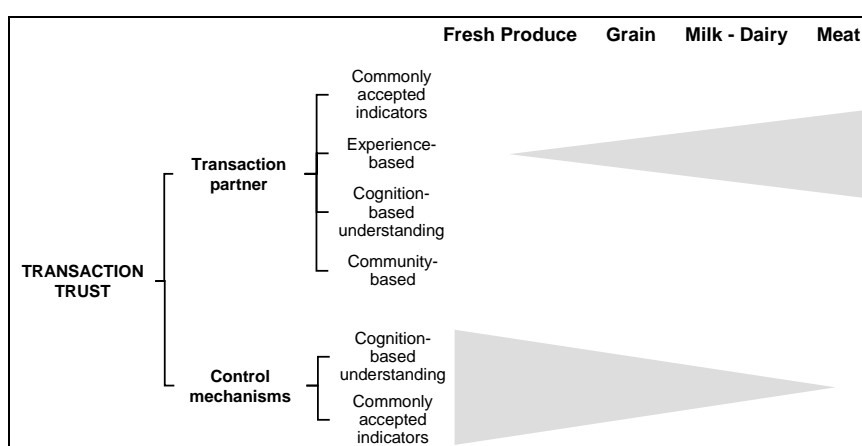 Fresh Produce Grain Milk - Dairy Meat
Commonly
accepted
indicators
Experience-
based
Transaction
partner
Cognition-
based
understanding
Community-
based
TRANSACTION
TRUST
Cognition-
based
understanding
Control
mechanisms
Commonly
accepted
indicators